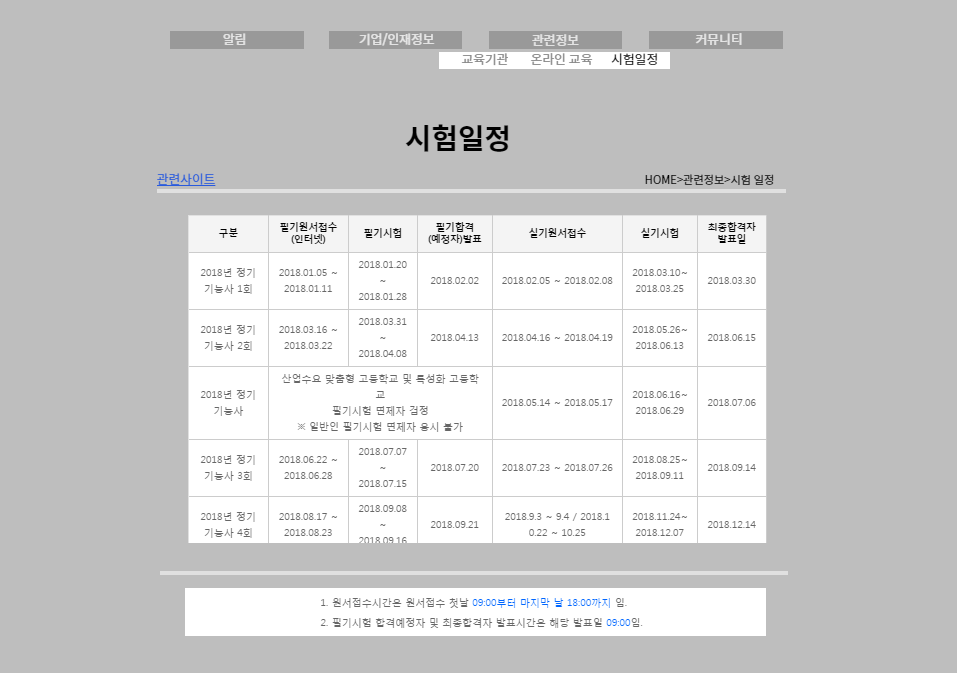 알림 기업/인재정보 관련정보 커뮤니티
교육기관 온라인 교육 시험일정
시험일정
관련사이트 HOME>관련정보>시험 일정
구분 필기원서접수 (인터넷) 필기시험 필기합격 (예정자)발표 실기원서접수 실기시험 최종합격자 발표일
2018년 정기 기능사 1회 2018.01.05 ~ 2018.01.11 2018.01.20 ~ 2018.01.28 2018.02.02 2018.02.05 ~ 2018.02.08 2018.03.10~ 2018.03.25 2018.03.30
2018년 정기 기능사 2회 2018.03.16 ~ 2018.03.22 2018.03.31 ~ 2018.04.08 2018.04.13 2018.04.16 ~ 2018.04.19 2018.05.26~ 2018.06.13 2018.06.15
2018년 정기 기능사 산업수요 맞춤형 고등학교 및 특성화 고등학교 필기시험 면제자 검정 ※ 일반인 필기시험 면제자 응시 불가 2018.05.14 ~ 2018.05.17 2018.06.16~ 2018.06.29 2018.07.06
2018년 정기 기능사 3회 2018.06.22 ~ 2018.06.28 2018.07.07 ~ 2018.07.15 2018.07.20 2018.07.23 ~ 2018.07.26 2018.08.25~ 2018.09.11 2018.09.14
2018년 정기 기능사 4회 2018.08.17 ~ 2018.08.23 2018.09.08 ~ 2018.09.16 2018.09.21 2018.9.3 ~ 9.4 / 2018.10.22 ~ 10.25 2018.11.24~ 2018.12.07 2018.12.14
1. 원서접수시간은 원서접수 첫날 09:00부터 마지막 날 18:00까지 임.
2. 필기시험 합격예정자 및 최종합격자 발표시간은 해당 발표일 09:00임.